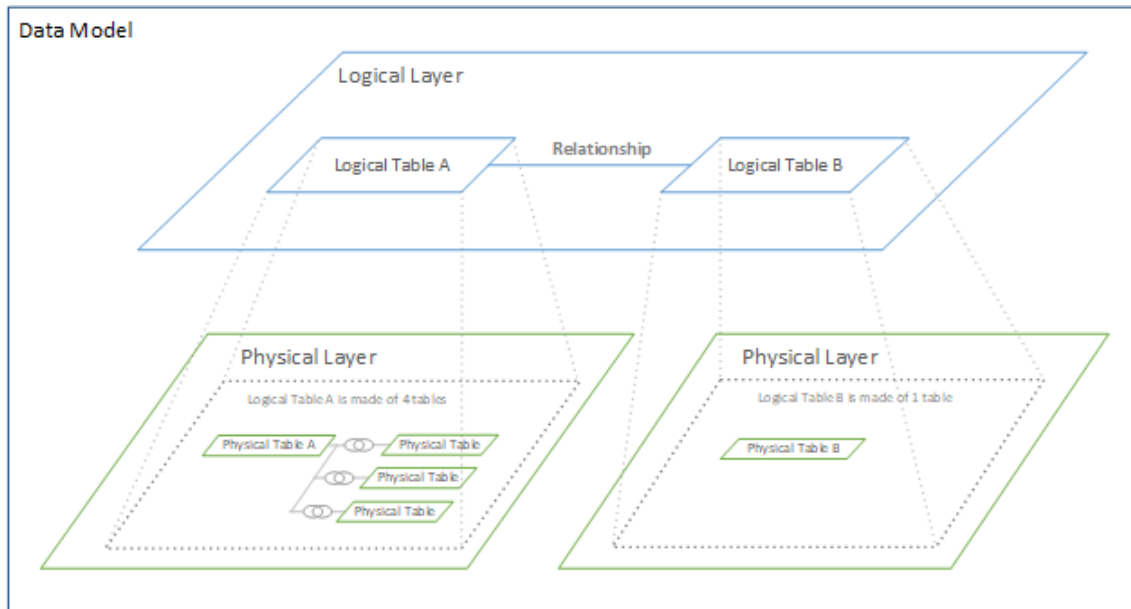 Data Model
Logical Layer
Logical Table A
Relationship
Logical Table B
Physical Layer
Logical Table A is made of 4 tables
Physical Table A
Physical Table
Physical Table
Physical Table
Physical Layer
Logical Table B is made of 1 table
Physical Table B